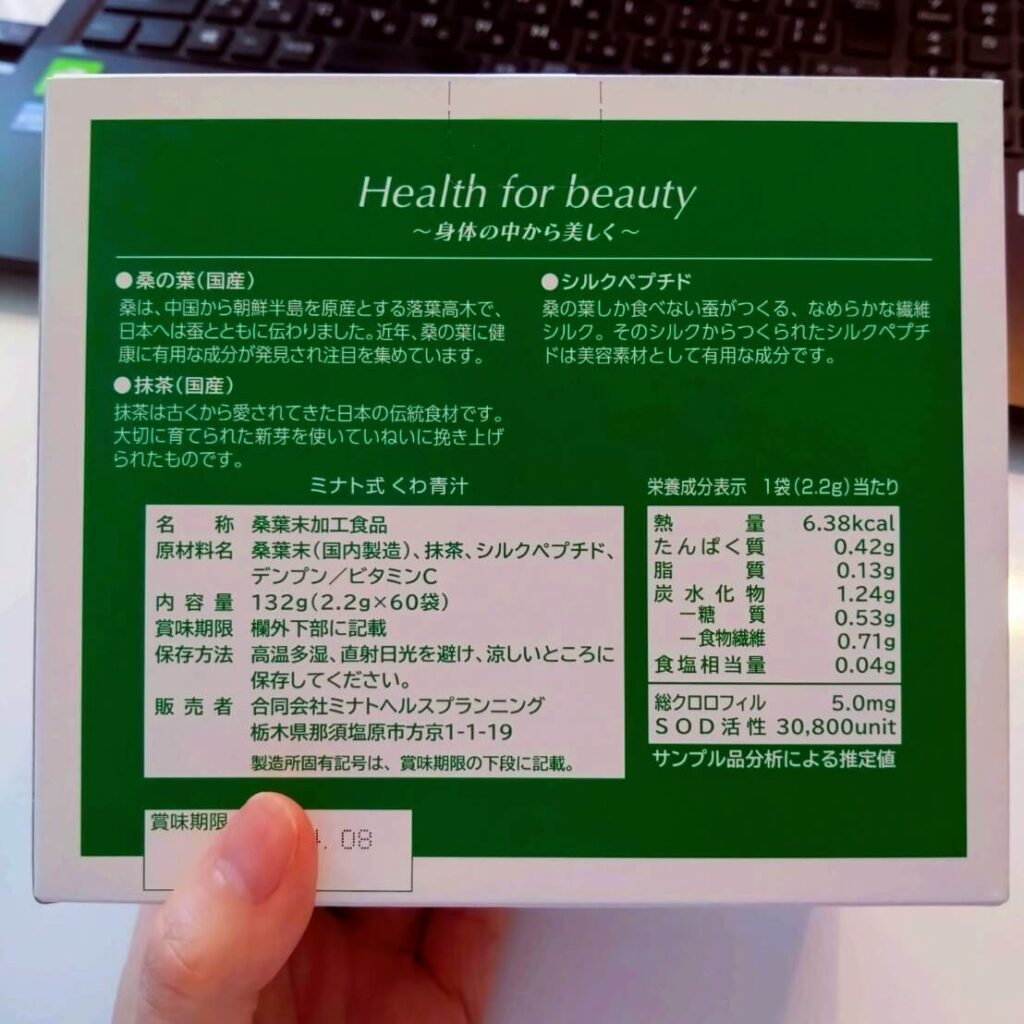 Health for beauty
～身体の中から美しく～
●桑の葉(国産)
桑は、中国から朝鮮半島を原産とする落葉高木で、
日本へは蚕とともに伝わりました。近年、桑の葉に健
康に有用な成分が発見され注目を集めています。
●抹茶(国産)
抹茶は古くから愛されてきた日本の伝統食材です。
大切に育てられた新芽を使いていねいに挽き上げ
られたものです。
●シルクペプチド
桑の葉しか食べない蚕がつくる、なめらかな繊維
シルク。そのシルクからつくられたシルクペプチ
ドは美容素材として有用な成分です。
ミナト式 くわ青汁
名称 桑葉末加工食品
原材料名 桑葉末(国内製造)、抹茶、シルクペプチド、
デンプン／ビタミンC
内容量 132g(2.2g×60袋)
賞味期限 欄外下部に記載
保存方法 高温多湿、直射日光を避け、涼しいところに
保存してください。
販売者 合同会社ミナトヘルスプランニング
栃木県那須塩原市方京1-1-19
製造所固有記号は、賞味期限の下段に記載。
栄養成分表示 1袋(2.2g)当たり
熱量 6.38kcal
たんぱく質 0.42g
脂質 0.13g
炭水化物 1.24g
－糖質 0.53g
－食物繊維 0.71g
食塩相当量 0.04g
総クロロフィル 5.0mg
SOD活性 30,800unit
サンプル品分析による推定値
賞味期限
. 08